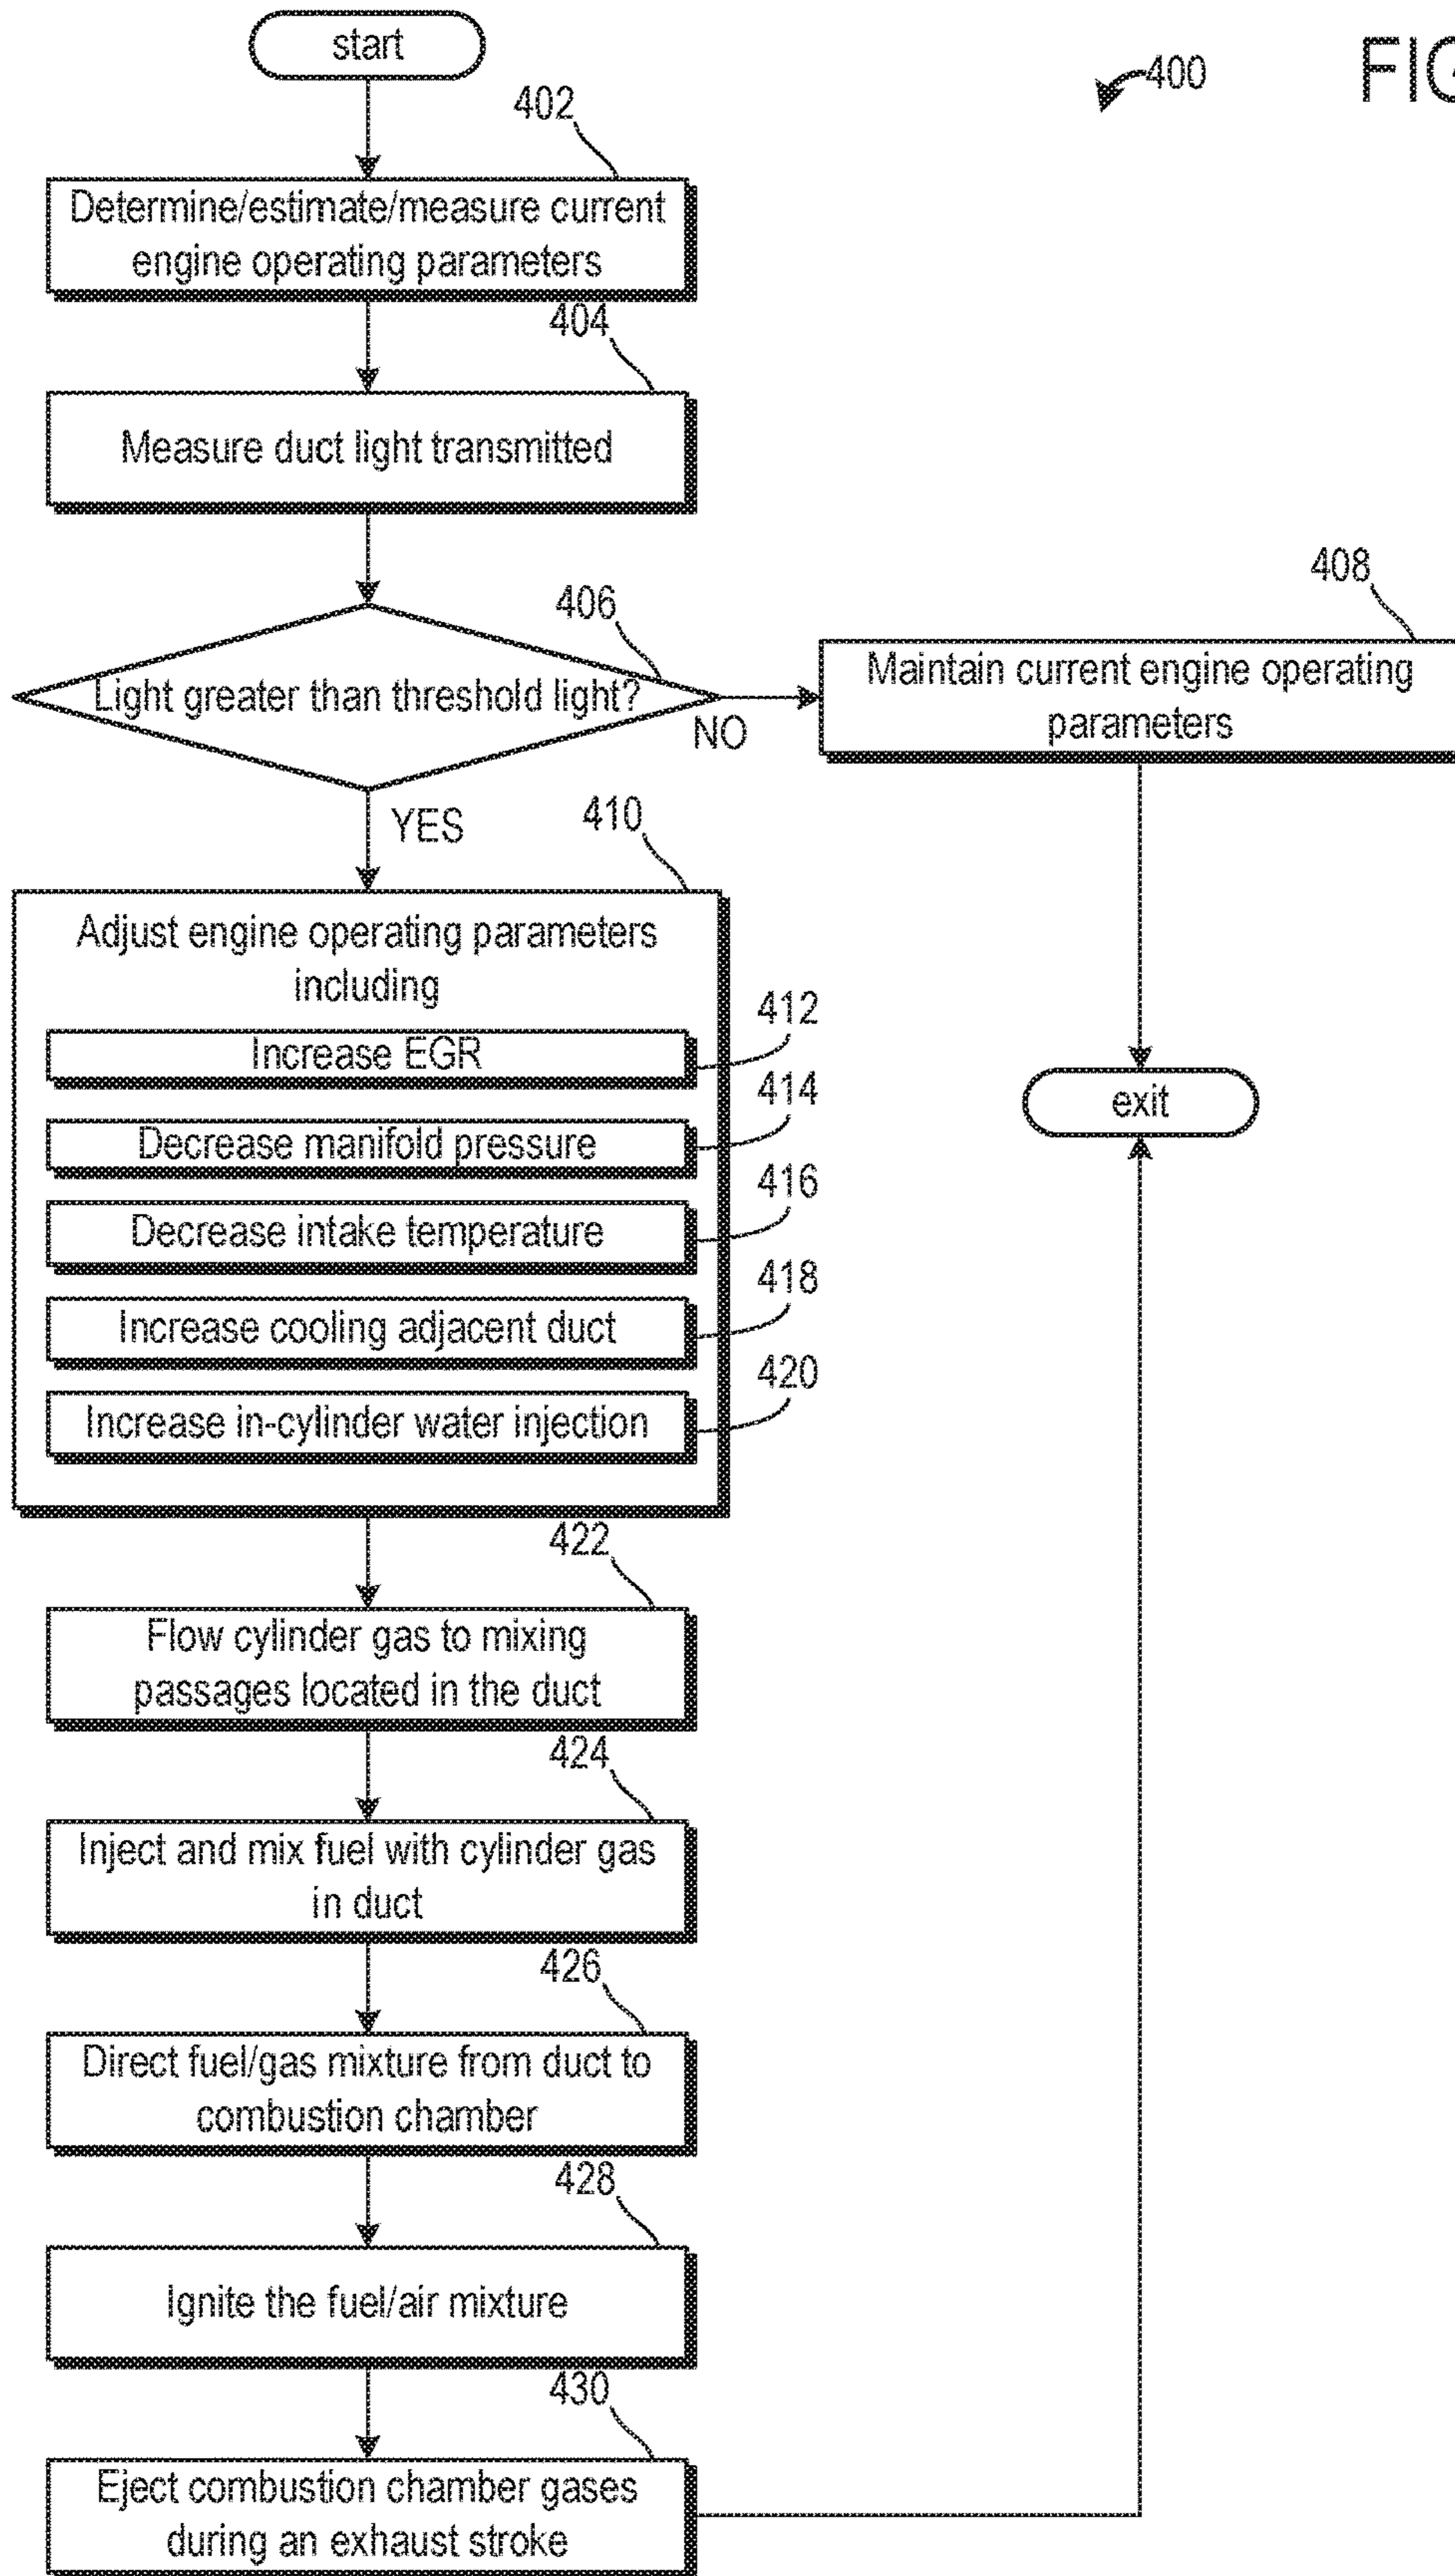 start
400
FIG
402
Determine/estimate/measure current
engine operating parameters
404
Measure duct light transmitted
406
Light greater than threshold light?
NO
408
Maintain current engine operating
parameters
YES
410
Adjust engine operating parameters
including
412
Increase EGR
414
Decrease manifold pressure
416
Decrease intake temperature
418
Increase cooling adjacent duct
420
Increase in-cylinder water injection
exit
422
Flow cylinder gas to mixing
passages located in the duct
424
Inject and mix fuel with cylinder gas
in duct
426
Direct fuel/gas mixture from duct to
combustion chamber
428
Ignite the fuel/air mixture
430
Eject combustion chamber gases
during an exhaust stroke